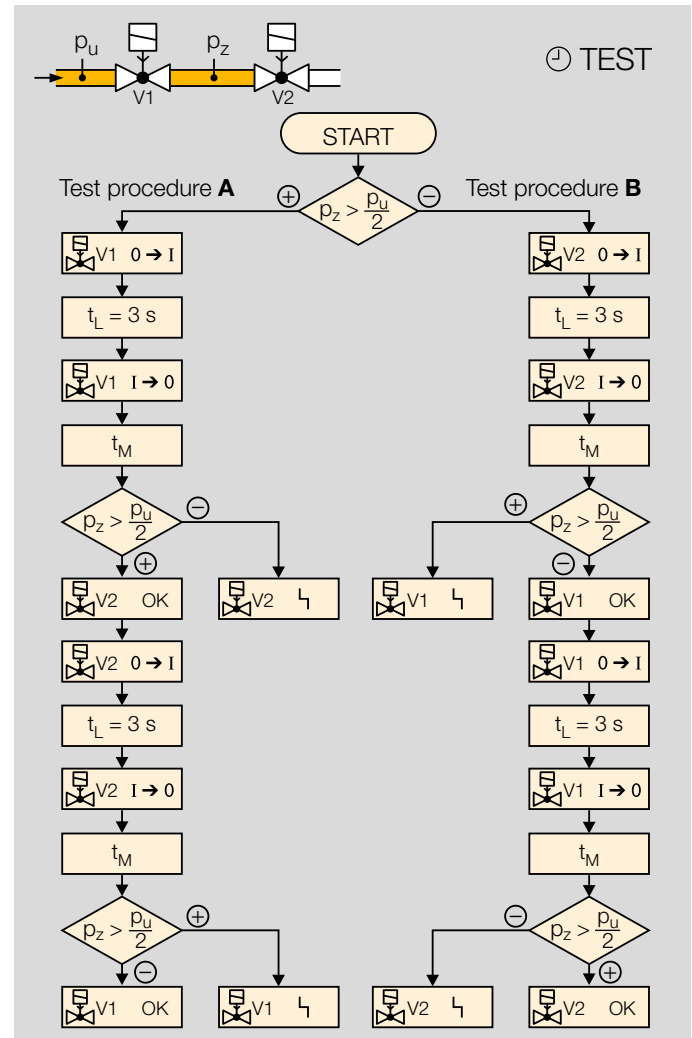 pu pz
V1 V2
TEST
START
Test procedure A
+ pz > pu/2 −
Test procedure B
V1 0 → I
V2 0 → I
tL = 3 s
tL = 3 s
V1 I → 0
V2 I → 0
tM
tM
pz > pu/2 −
+ pz > pu/2
+
−
V2 OK
V2
V1
V1 OK
V2 0 → I
V1 0 → I
tL = 3 s
tL = 3 s
V2 I → 0
V1 I → 0
tM
tM
pz > pu/2 +
− pz > pu/2
−
+
V1 OK
V1
V2
V2 OK